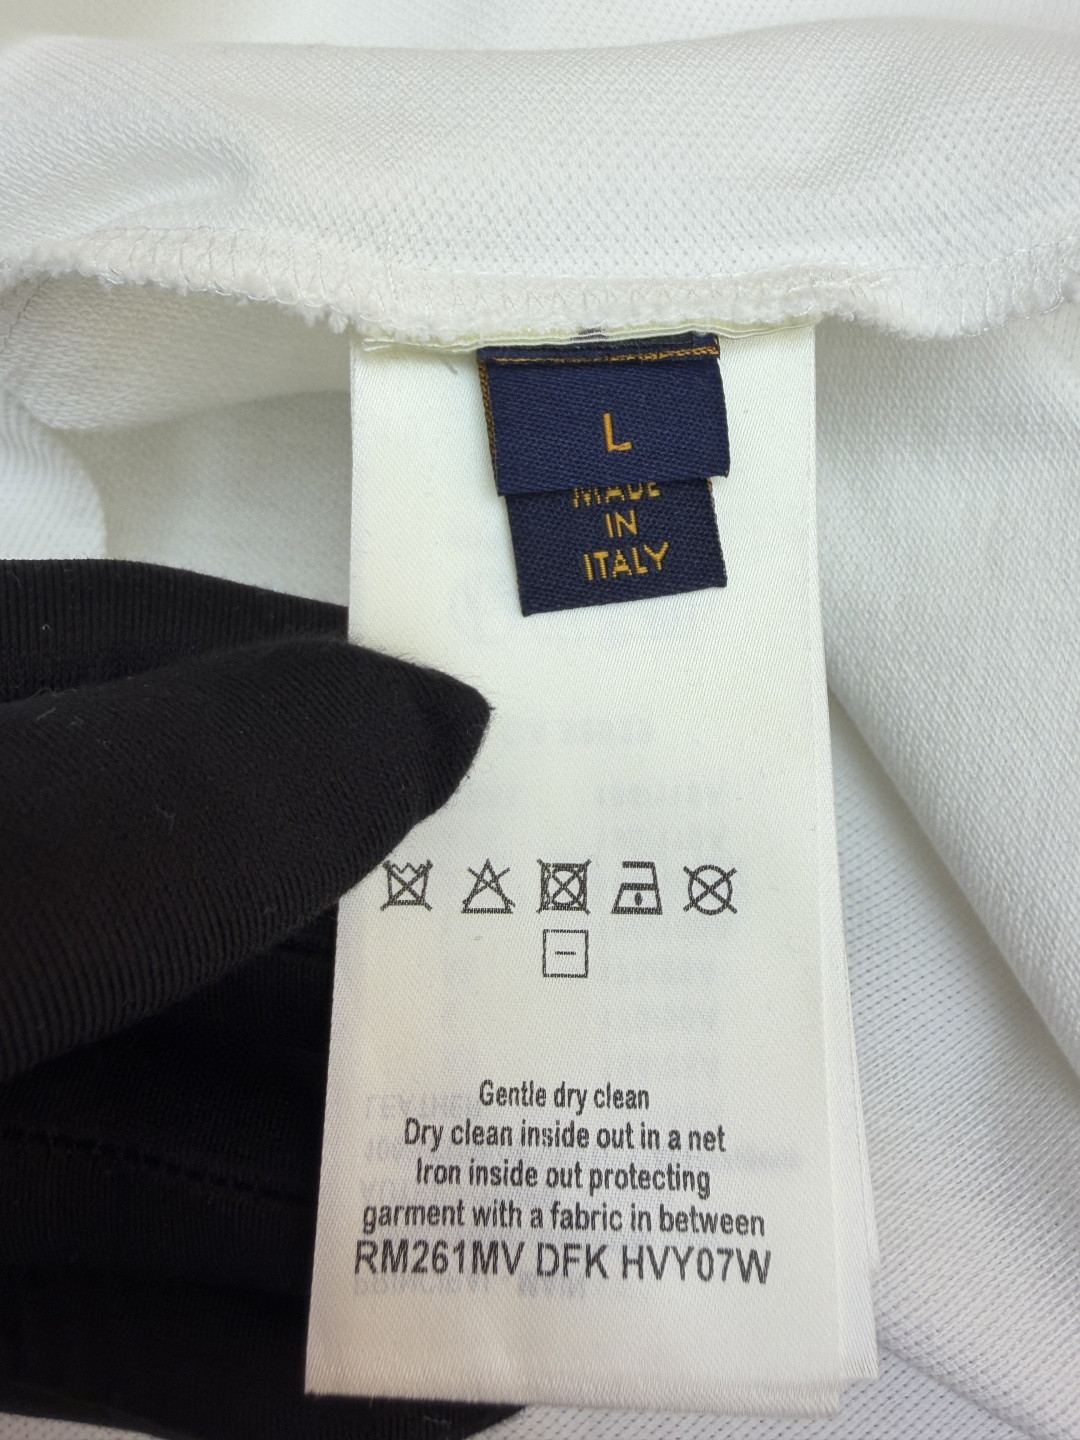 L
MADE
IN
ITALY
Gentle dry clean
Dry clean inside out in a net
Iron inside out protecting
garment with a fabric in between
RM261MV DFK HVY07W